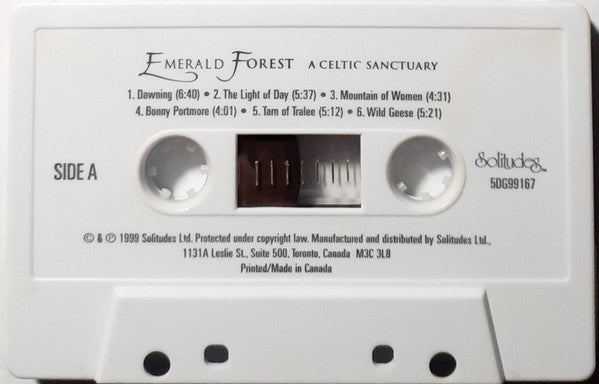 EMERALD FOREST A CELTIC SANCTUARY
1. Dawning (6:40) • 2. The Light of Day (5:37) • 3. Mountain of Women (4:31)
4. Bonny Portmore (4:01) • 5. Tarn of Tralee (5:12) • 6. Wild Geese (5:21)
SIDE A
Solitudes™
5DG99167
© & ℗ 1999 Solitudes Ltd. Protected under copyright law. Manufactured and distributed by Solitudes Ltd.,
1131A Leslie St., Suite 500, Toronto, Canada M3C 3L8
Printed/Made in Canada